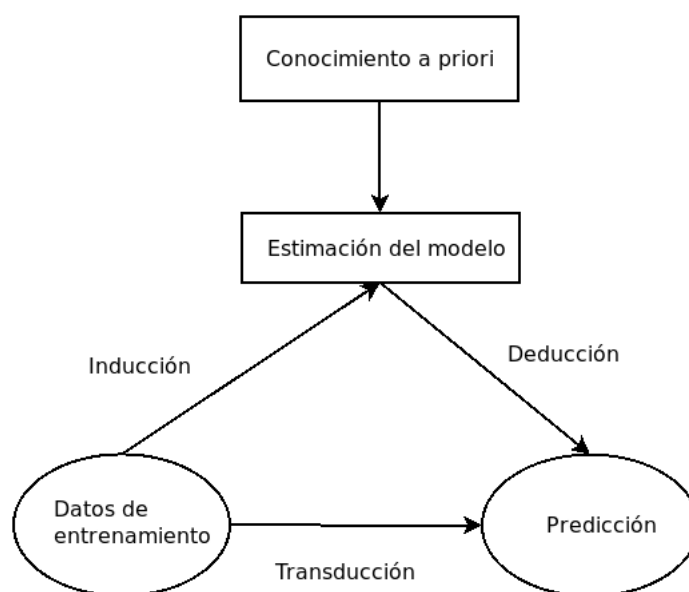 Conocimiento a priori
Estimación del modelo
Inducción
Deducción
Datos de
entrenamiento
Predicción
Transducción